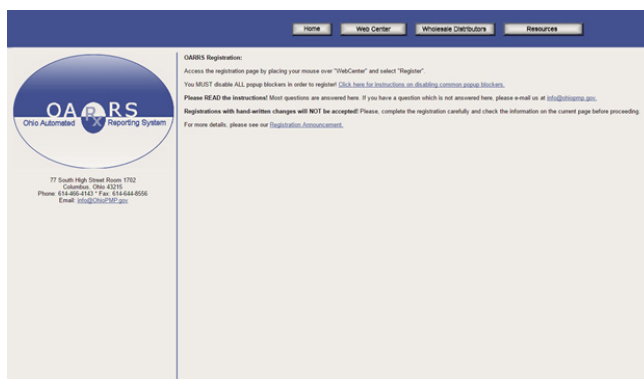 Home Web Center Wholesale Distributors Resources
OARRS Registration:
Access the registration page by placing your mouse over "WebCenter" and select "Register".
You MUST disable ALL popup blockers in order to register! Click here for instructions on disabling common popup blockers.
Please READ the instructions! Most questions are answered here. If you have a question which is not answered here, please e-mail us at info@ohiopmp.gov.
Registrations with hand-written changes will NOT be accepted! Please, complete the registration carefully and check the information on the current page before proceeding.
For more details, please see our Registration Announcement.
OARxRS
Ohio Automated Reporting System
77 South High Street Room 1702
Columbus, Ohio 43215
Phone: 614-466-4143 * Fax: 614-644-8556
Email: info@OhioPMP.gov